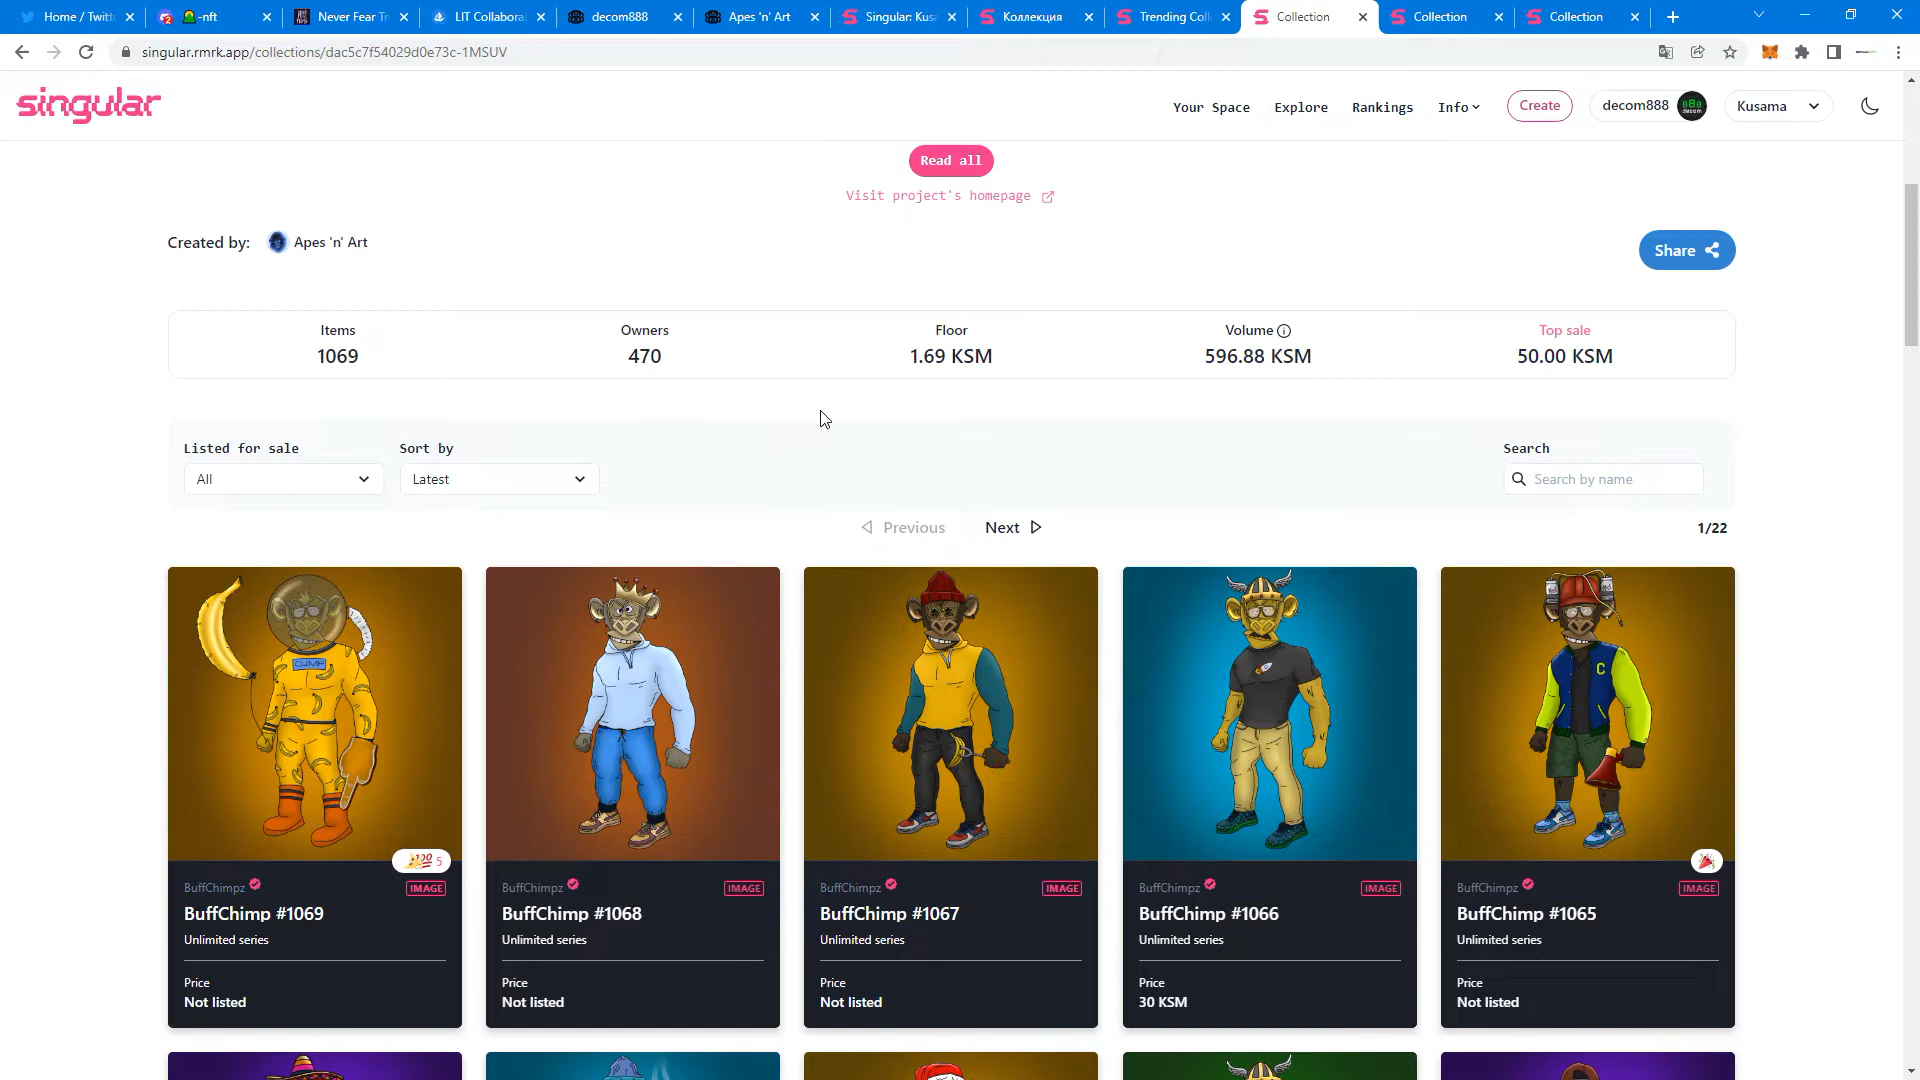 Home / Twitt
-nft
Never Fear Tr
LIT Collabora
decom888
Apes 'n' Art
Singular: Kusa
Коллекция
Trending Coll
Collection
Collection
Collection
singular.rmrk.app/collections/dac5c7f54029d0e73c-1MSUV
singular
Your Space
Explore
Rankings
Info
Create
decom888
888
decom
Kusama
Read all
Visit project's homepage
Created by:
Apes 'n' Art
Share
Items
1069
Owners
470
Floor
1.69 KSM
Volume
596.88 KSM
Top sale
50.00 KSM
Listed for sale
All
Sort by
Latest
Search
Search by name
Previous
Next
1/22
C
100 5
BuffChimpz
IMAGE
BuffChimp #1069
Unlimited series
Price
Not listed
BuffChimpz
IMAGE
BuffChimp #1068
Unlimited series
Price
Not listed
BuffChimpz
IMAGE
BuffChimp #1067
Unlimited series
Price
Not listed
BuffChimpz
IMAGE
BuffChimp #1066
Unlimited series
Price
30 KSM
BuffChimpz
IMAGE
BuffChimp #1065
Unlimited series
Price
Not listed